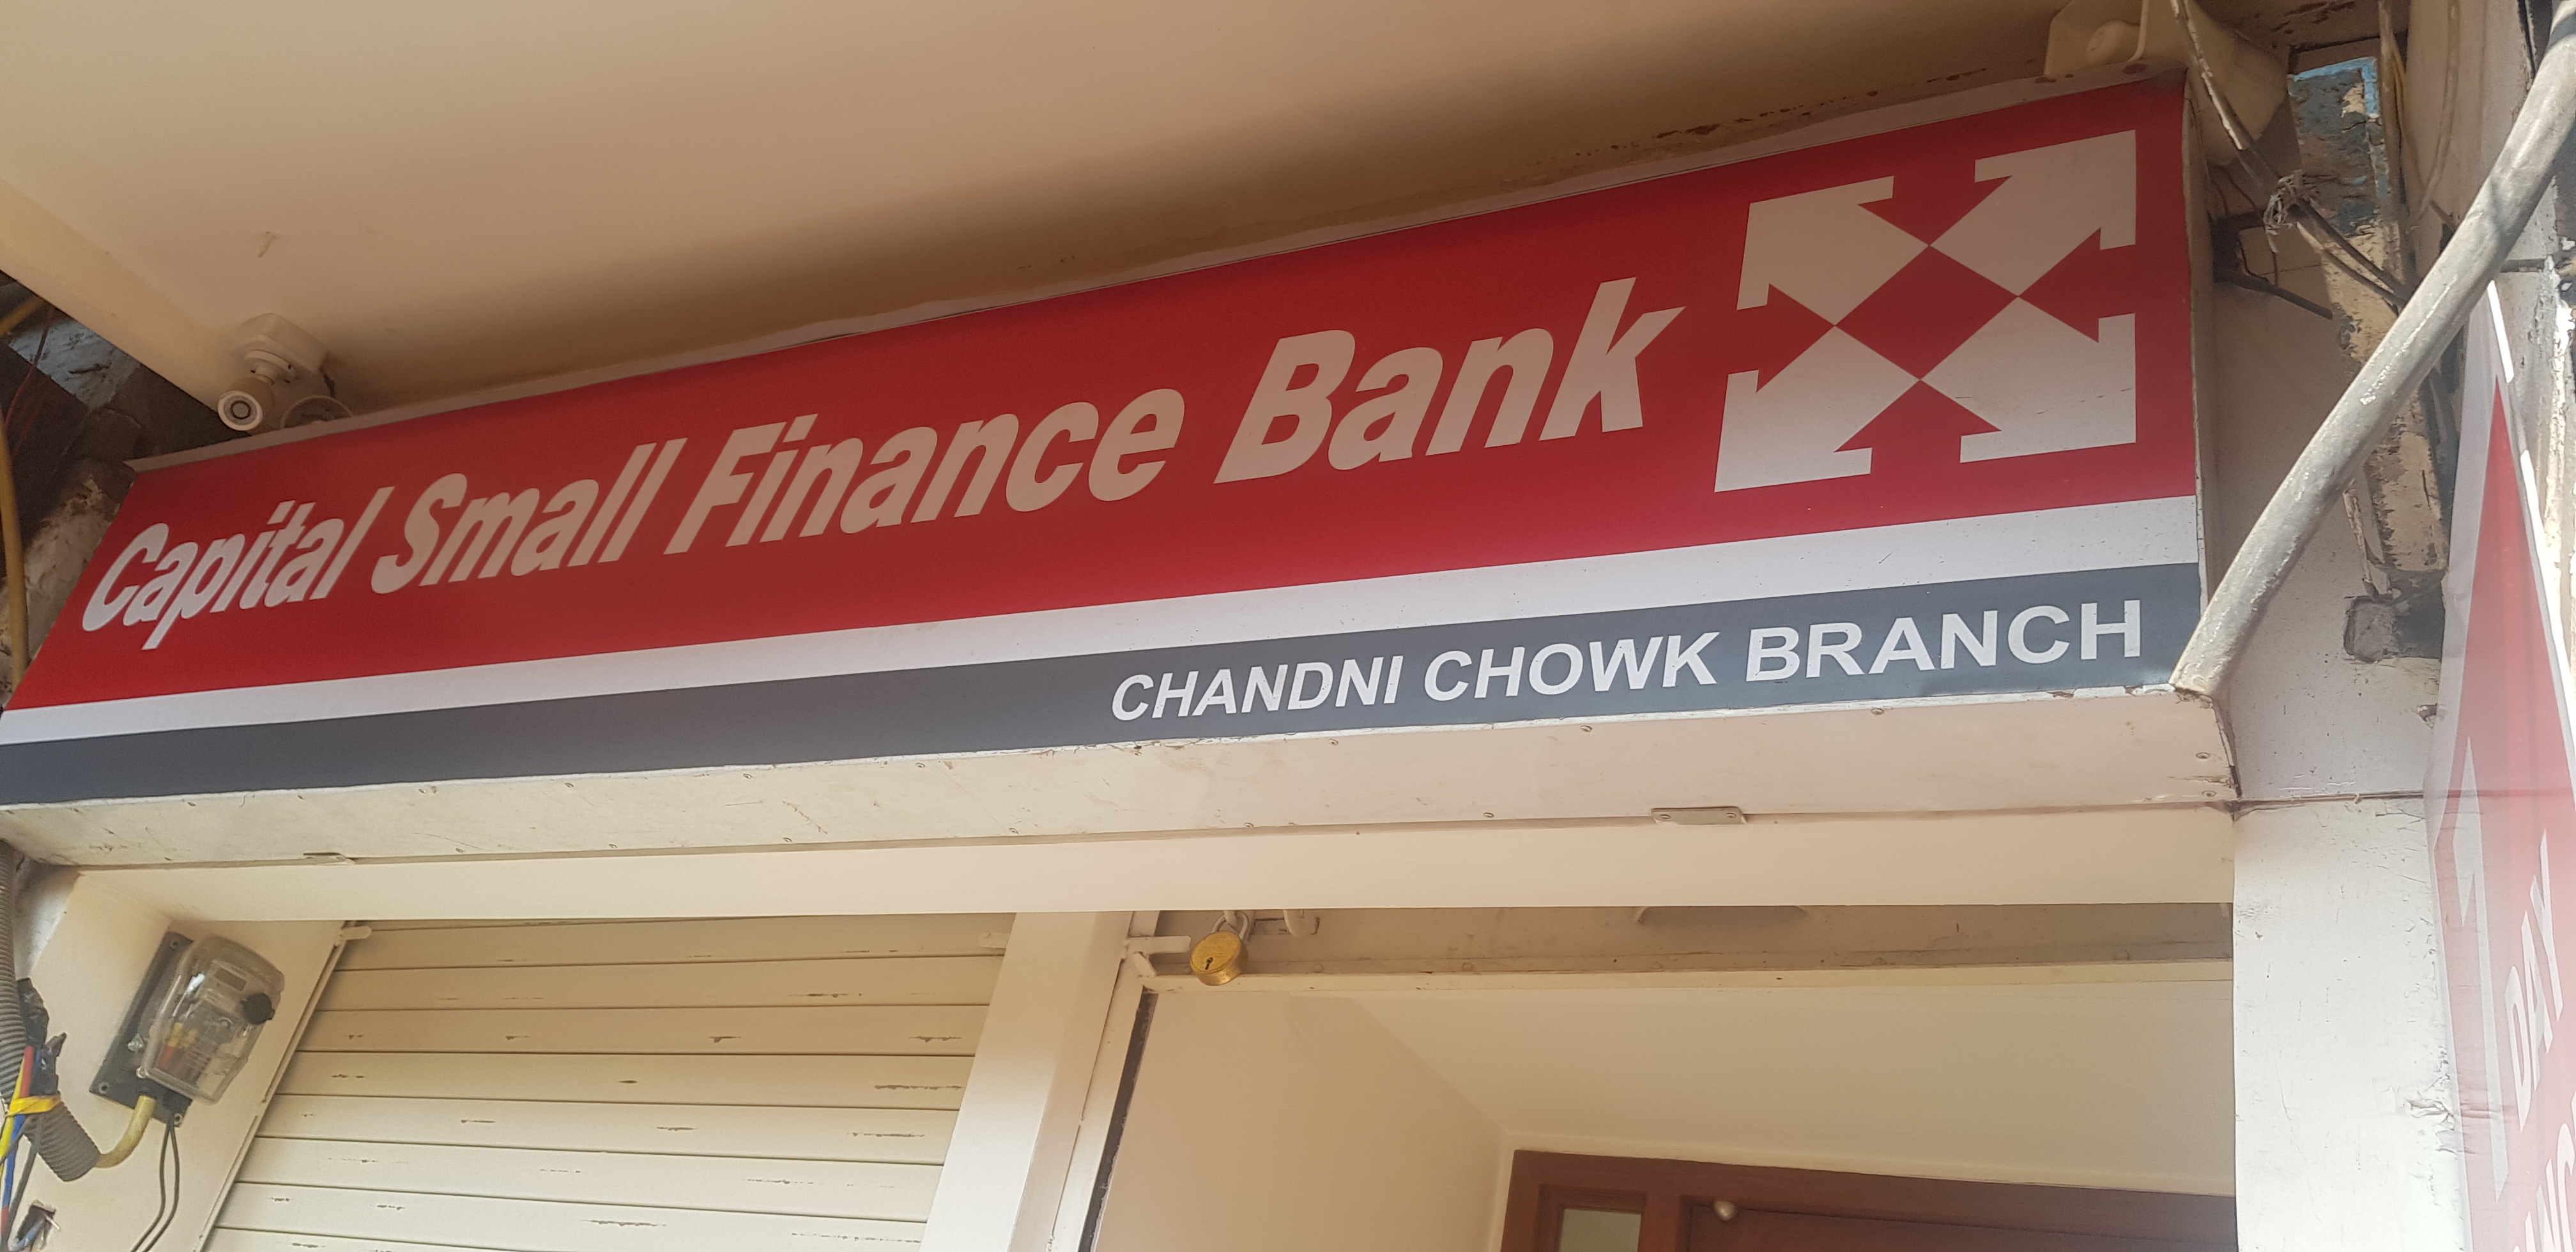 Capital Small Finance Bank
CHANDNI CHOWK BRANCH